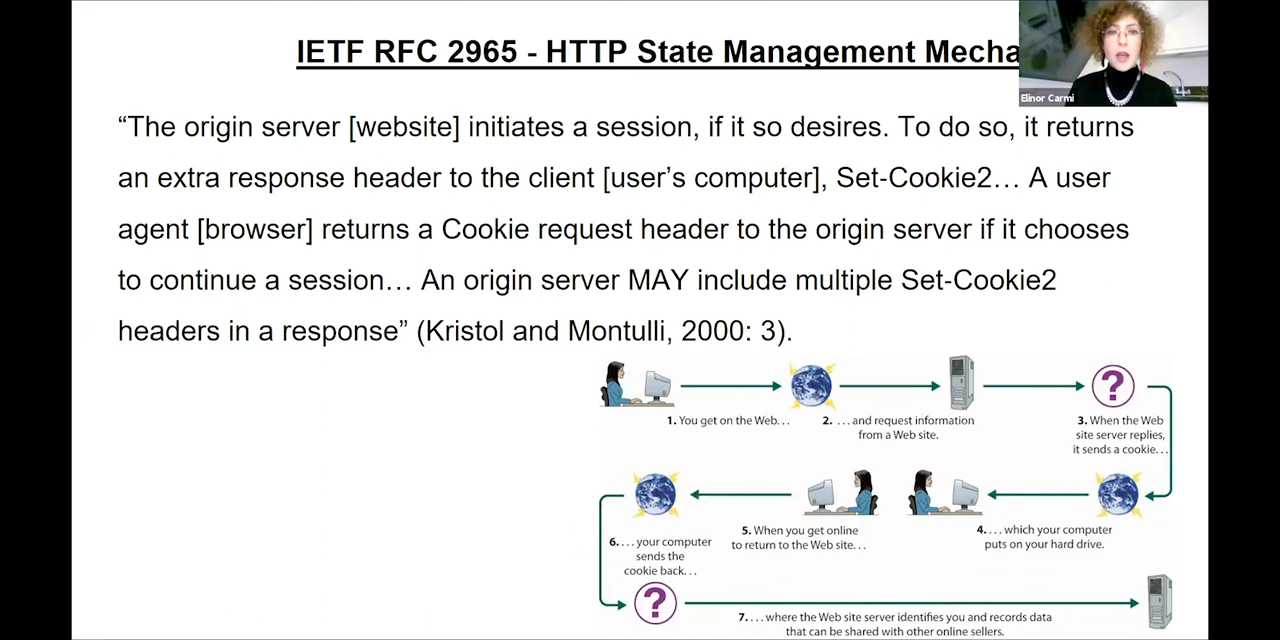 IETF RFC 2965 - HTTP State Management Mecha
Elinor Carmi
“The origin server [website] initiates a session, if it so desires. To do so, it returns
an extra response header to the client [user’s computer], Set-Cookie2… A user
agent [browser] returns a Cookie request header to the origin server if it chooses
to continue a session… An origin server MAY include multiple Set-Cookie2
headers in a response” (Kristol and Montulli, 2000: 3).
1. You get on the Web. . .
2. . . .and request information
from a Web site.
3. When the Web
site server replies,
it sends a cookie. . .
4. . . . which your computer
puts on your hard drive.
5. When you get online
to return to the Web site. . .
6. . . . your computer
sends the
cookie back. . .
7. . . . where the Web site server identifies you and records data
that can be shared with other online sellers.